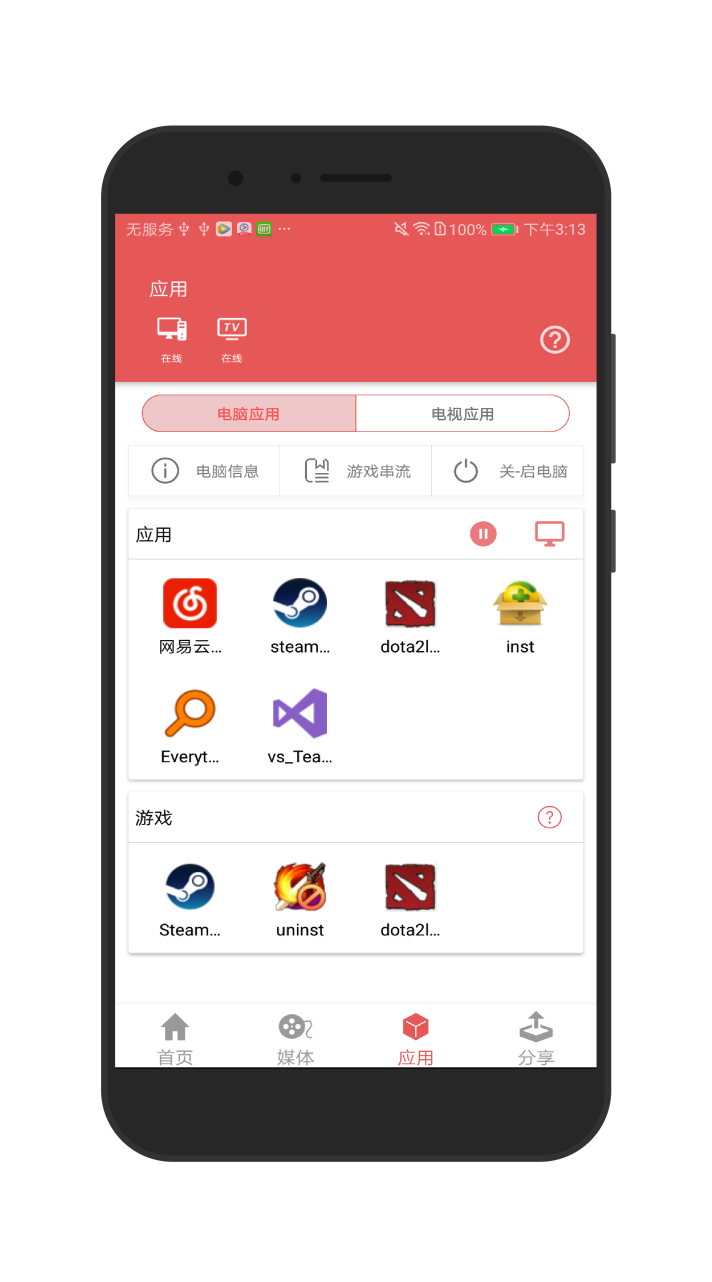 无服务 ··· 100% 下午3:13
应用
TV
在线 在线
电脑应用 电视应用
电脑信息 游戏串流 关-启电脑
应用
网易云... steam... dota2l... inst
Everyt... vs_Tea...
游戏
Steam... uninst dota2l...
首页 媒体 应用 分享